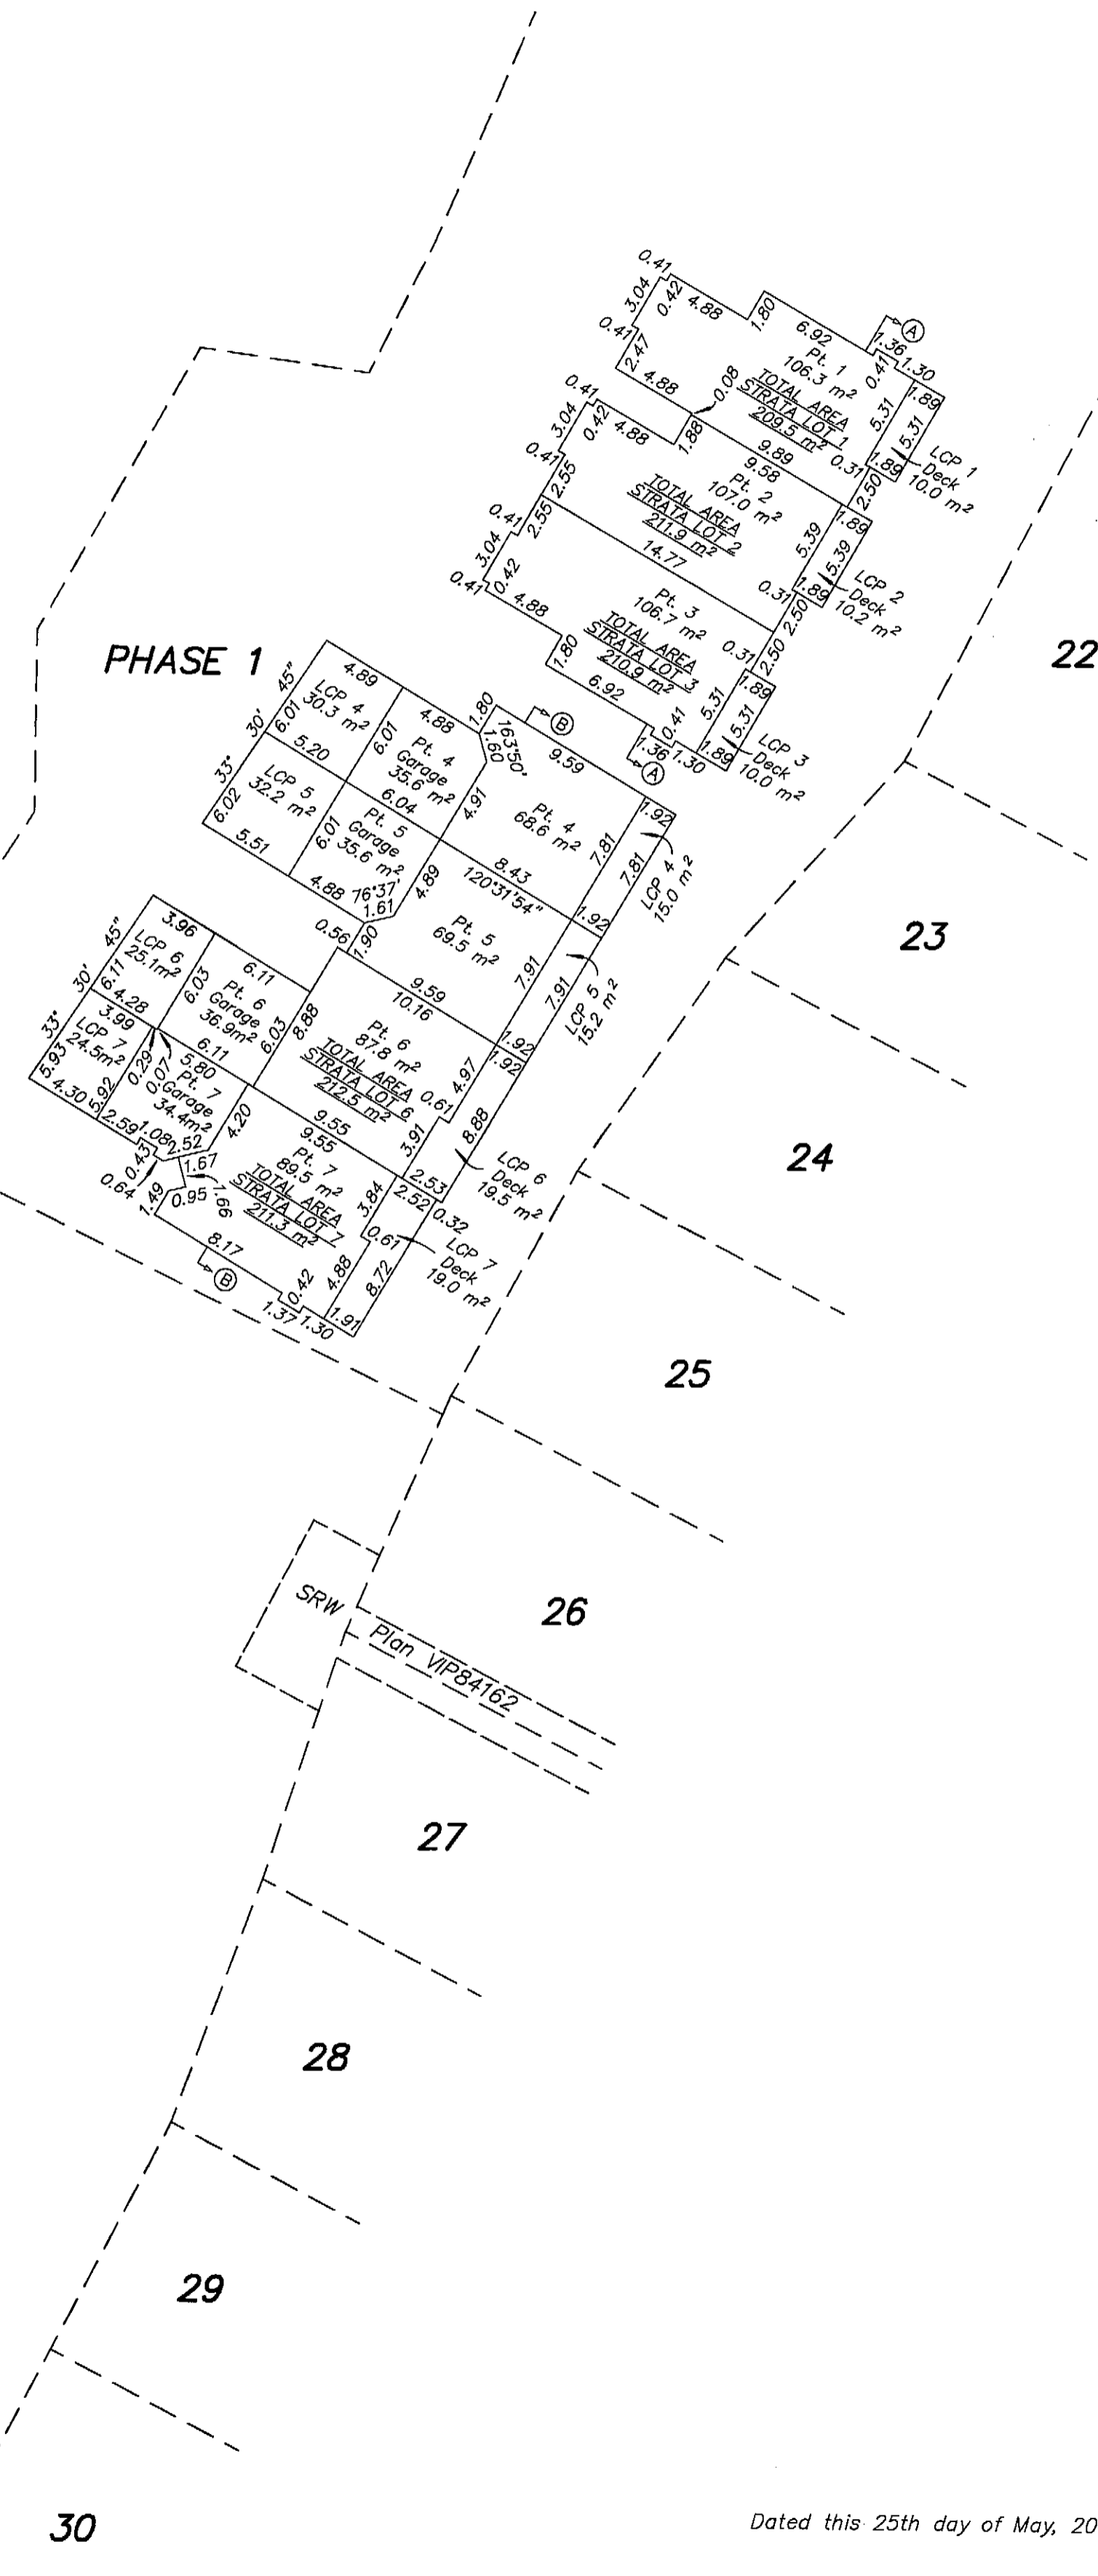 0.41
3.04
0.42
4.88
1.80
6.92
A
1.36
1.30
0.41
0.41
2.47
4.88
0.08
Pt. 1
106.3 m²
TOTAL AREA
STRATA LOT 1
209.5 m²
1.89
5.31
5.31
1.89
LCP 1
Deck
10.0 m²
0.41
3.04
0.42
4.88
1.88
9.89
9.58
0.31
2.50
0.41
2.55
Pt. 2
107.0 m²
TOTAL AREA
STRATA LOT 2
211.9 m²
1.89
5.39
5.39
1.89
LCP 2
Deck
10.2 m²
0.31
2.50
14.77
0.41
2.55
3.04
0.42
0.41
4.88
1.80
6.92
Pt. 3
106.7 m²
TOTAL AREA
STRATA LOT 3
210.9 m²
0.31
2.50
1.89
5.31
5.31
1.89
0.41
1.36
1.30
A
LCP 3
Deck
10.0 m²
PHASE 1
22
33° 30' 45"
4.89
LCP 4
30.3 m²
6.01
5.20
6.01
4.88
Pt. 4
Garage
35.6 m²
6.04
1.80
163°50'
1.60
4.91
B
9.59
Pt. 4
68.6 m²
1.92
7.81
7.81
LCP 4
15.0 m²
LCP 5
32.2 m²
6.02
5.51
6.01
Pt. 5
Garage
35.6 m²
4.88
76°37'
1.61
4.89
8.43
120°31'54"
1.92
0.56
1.90
Pt. 5
69.5 m²
7.91
7.91
LCP 5
15.2 m²
9.59
10.16
1.92
1.92
23
33° 30' 45"
3.96
LCP 6
25.1m²
6.11
4.28
6.03
6.11
Pt. 6
Garage
36.9m²
6.03
8.88
6.11
Pt. 6
87.8 m²
TOTAL AREA
STRATA LOT 6
212.5 m²
4.97
0.61
3.91
8.88
LCP 6
Deck
19.5 m²
3.99
LCP 7
24.5m²
5.93
4.30
5.92
0.29
0.07
5.80
Pt. 7
Garage
34.4m²
4.20
2.59
1.08
2.52
0.43
0.64
1.67
1.49
0.95
7.66
9.55
9.55
Pt. 7
89.5 m²
TOTAL AREA
STRATA LOT 7
211.3 m²
2.53
2.52
0.32
3.84
0.61
LCP 7
Deck
19.0 m²
8.17
B
4.88
8.72
0.42
1.37
1.30
1.91
24
25
SRW
Plan VIP84162
26
27
28
29
30
Dated this 25th day of May, 20